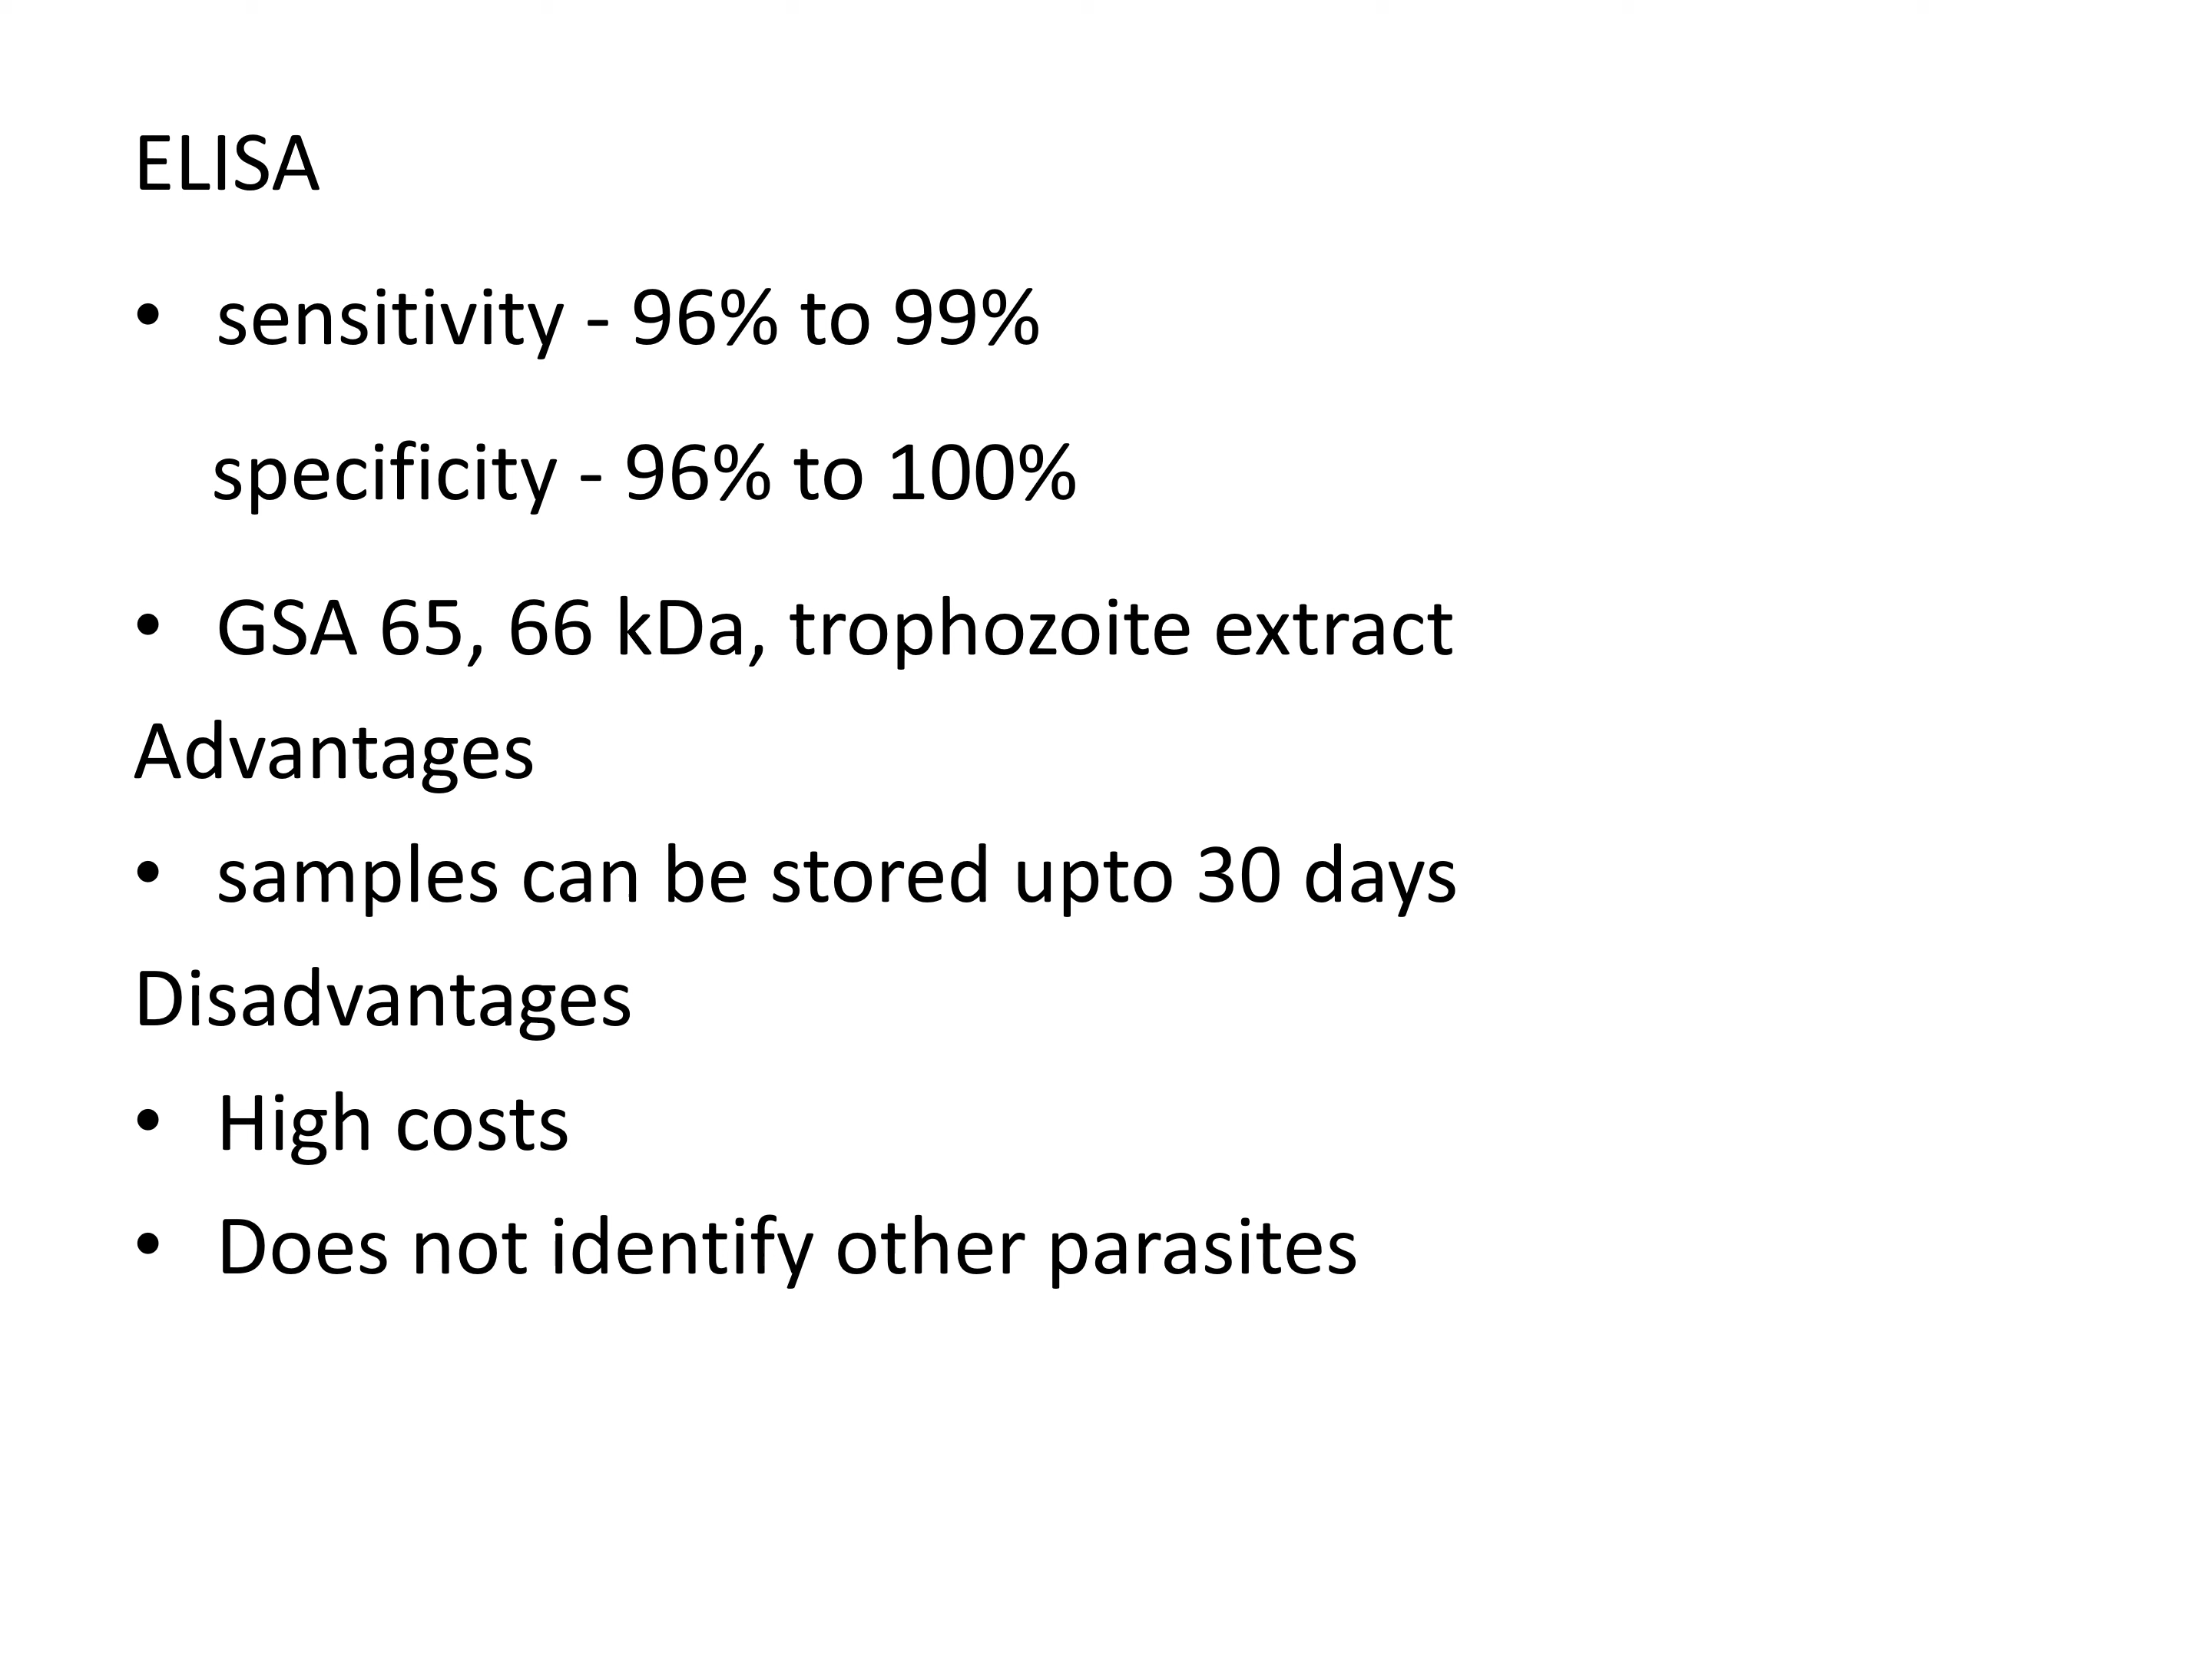 ELISA
• sensitivity - 96% to 99%
specificity - 96% to 100%
• GSA 65, 66 kDa, trophozoite extract
Advantages
• samples can be stored upto 30 days
Disadvantages
• High costs
• Does not identify other parasites